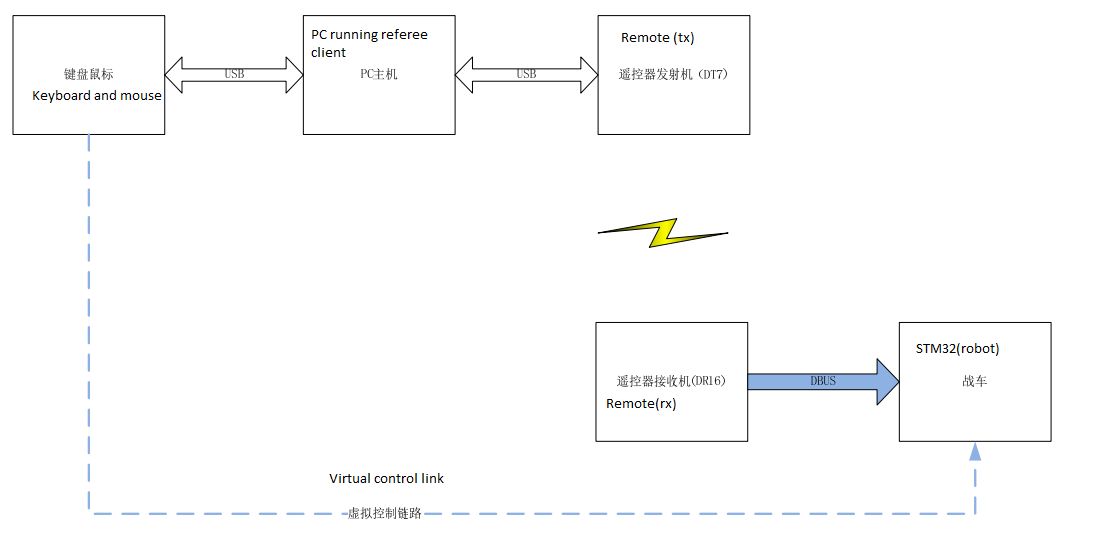 键盘鼠标
Keyboard and mouse
USB
PC running referee
client
PC主机
USB
Remote (tx)
遥控器发射机（DT7）
遥控器接收机(DR16)
Remote(rx)
DBUS
STM32(robot)
战车
Virtual control link
虚拟控制链路